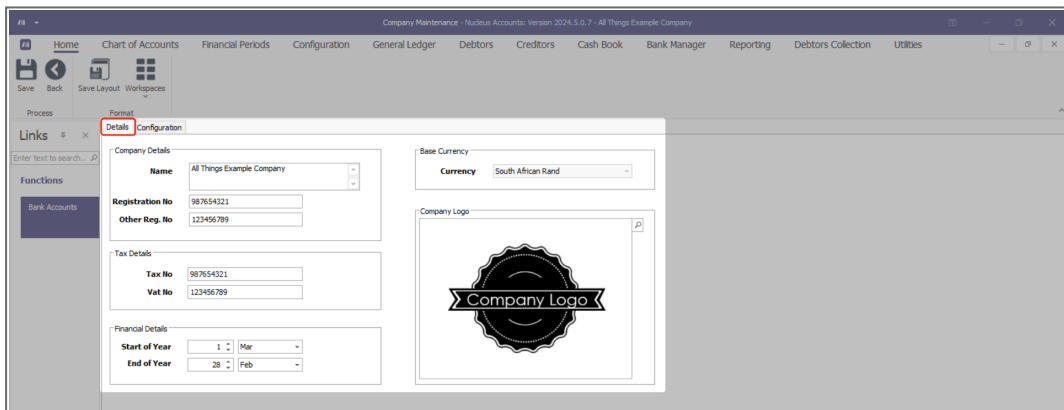 Company Maintenance - Nucleus Accounts: Version 2024.5.0.7 - All Things Example Company
Home Chart of Accounts Financial Periods Configuration General Ledger Debtors Creditors Cash Book Bank Manager Reporting Debtors Collection Utilities
Save Back Save Layout Workspaces
Process Format
Links
Enter text to search...
Functions
Bank Accounts
Details Configuration
Company Details
Name All Things Example Company
Registration No 987654321
Other Reg. No 123456789
Tax Details
Tax No 987654321
Vat No 123456789
Financial Details
Start of Year 1 Mar
End of Year 28 Feb
Base Currency
Currency South African Rand
Company Logo
Company Logo